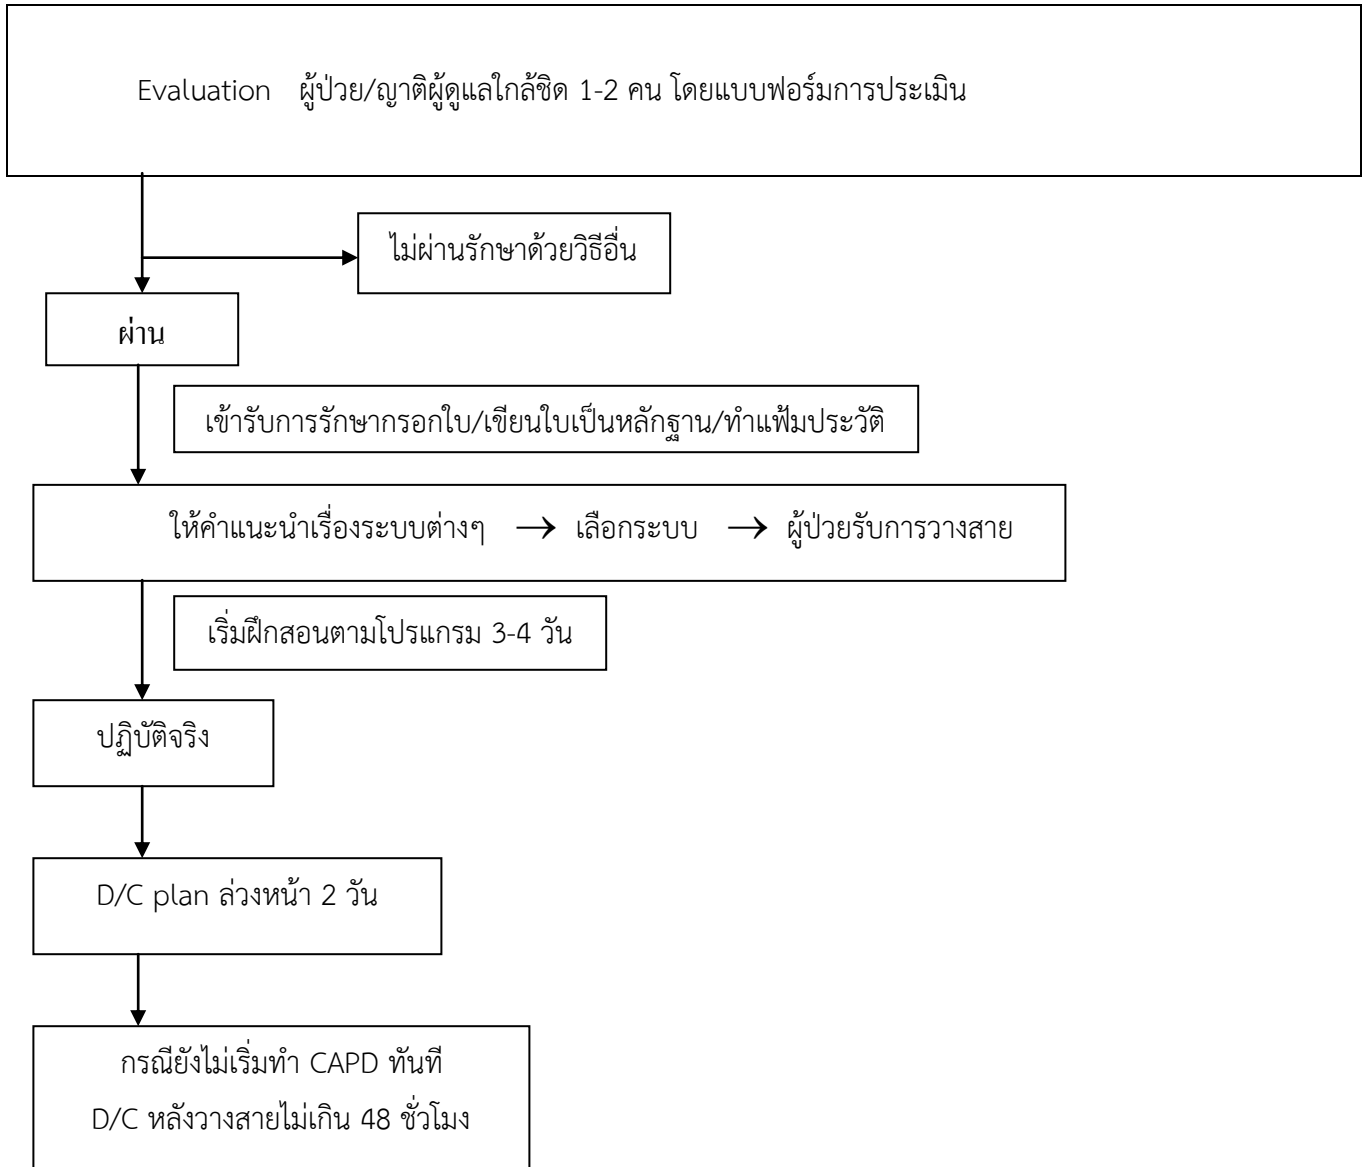 Evaluation ผู้ป่วย/ญาติผู้ดูแลใกล้ชิด 1-2 คน โดยแบบฟอร์มการประเมิน
ไม่ผ่านรักษาด้วยวิธีอื่น
ผ่าน
เข้ารับการรักษากรอกใบ/เขียนใบเป็นหลักฐาน/ทำแฟ้มประวัติ
ให้คำแนะนำเรื่องระบบต่างๆ → เลือกระบบ → ผู้ป่วยรับการวางสาย
เริ่มฝึกสอนตามโปรแกรม 3-4 วัน
ปฏิบัติจริง
D/C plan ล่วงหน้า 2 วัน
กรณียังไม่เริ่มทำ CAPD ทันที
D/C หลังวางสายไม่เกิน 48 ชั่วโมง